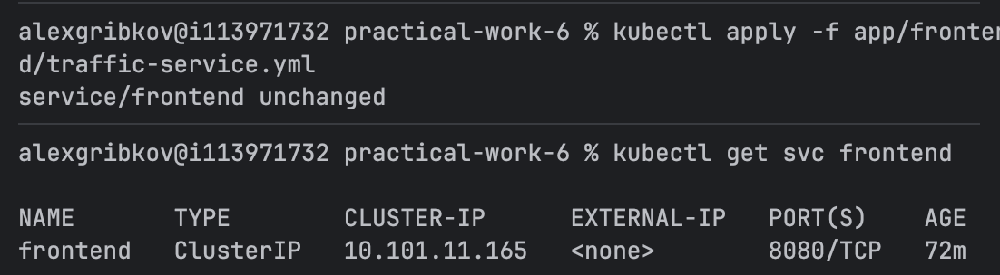 alexgribkov@i113971732 practical-work-6 % kubectl apply -f app/fronten
d/traffic-service.yml
service/frontend unchanged
alexgribkov@i113971732 practical-work-6 % kubectl get svc frontend
NAME TYPE CLUSTER-IP EXTERNAL-IP PORT(S) AGE
frontend ClusterIP 10.101.11.165 <none> 8080/TCP 72m